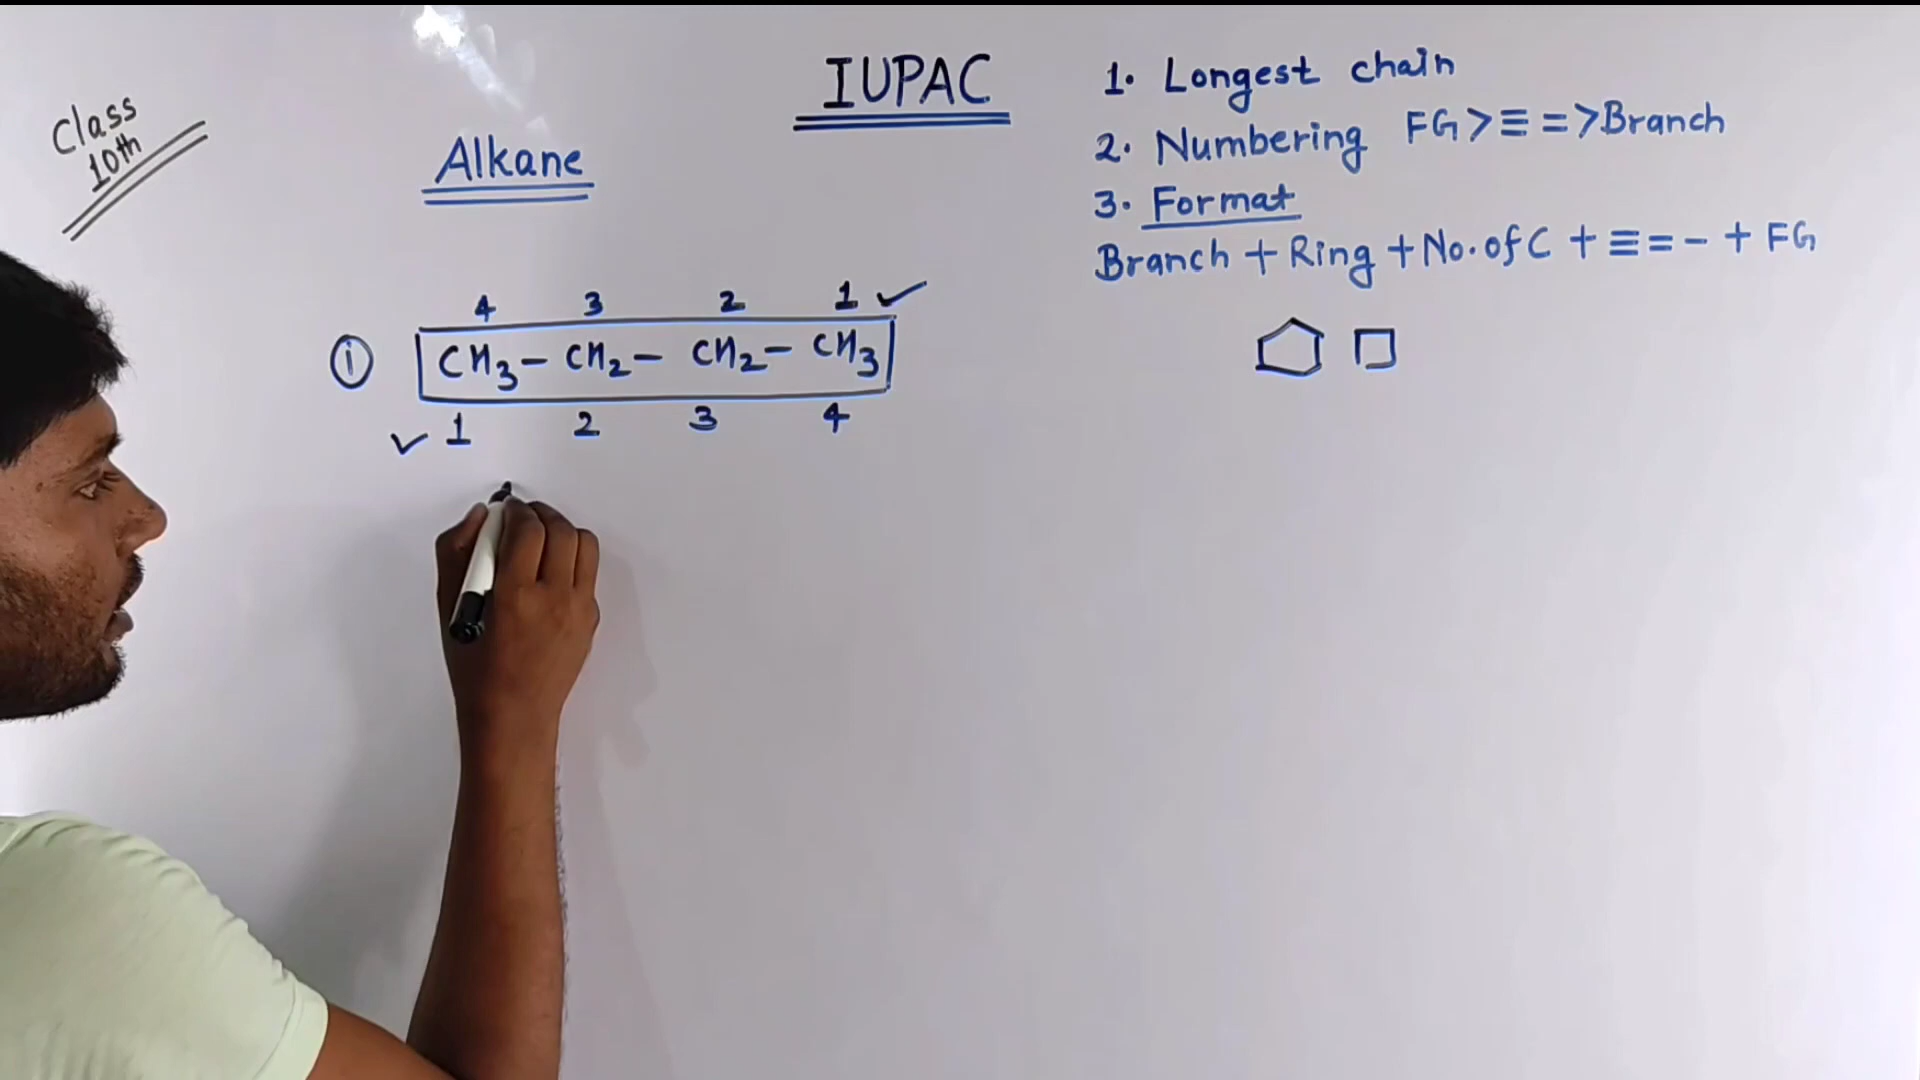 Class
10th
IUPAC
Alkane
1. Longest chain
2. Numbering FG > ≡ = > Branch
3. Format
Branch + Ring + No. of C + ≡ = - + FG
4 3 2 1 ✓
① CH₃ - CH₂ - CH₂ - CH₃
✓ 1 2 3 4